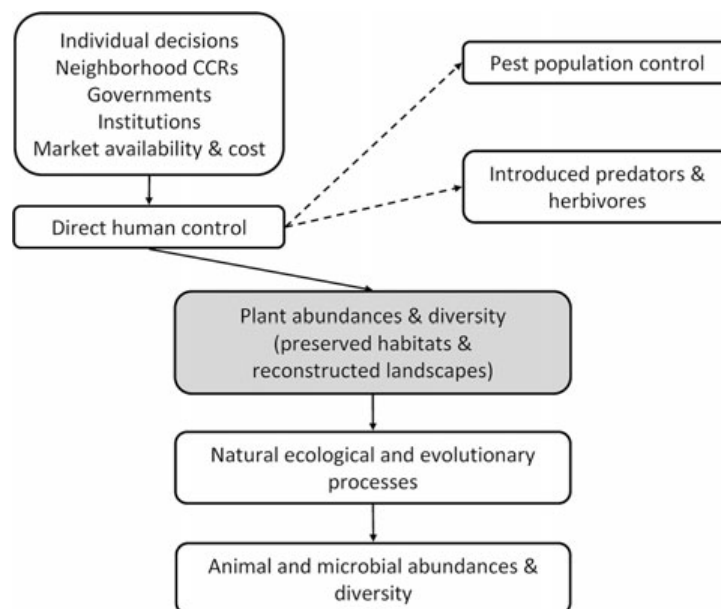 Individual decisions
Neighborhood CCRs
Governments
Institutions
Market availability & cost
Pest population control
Introduced predators &
herbivores
Direct human control
Plant abundances & diversity
(preserved habitats &
reconstructed landscapes)
Natural ecological and evolutionary
processes
Animal and microbial abundances &
diversity